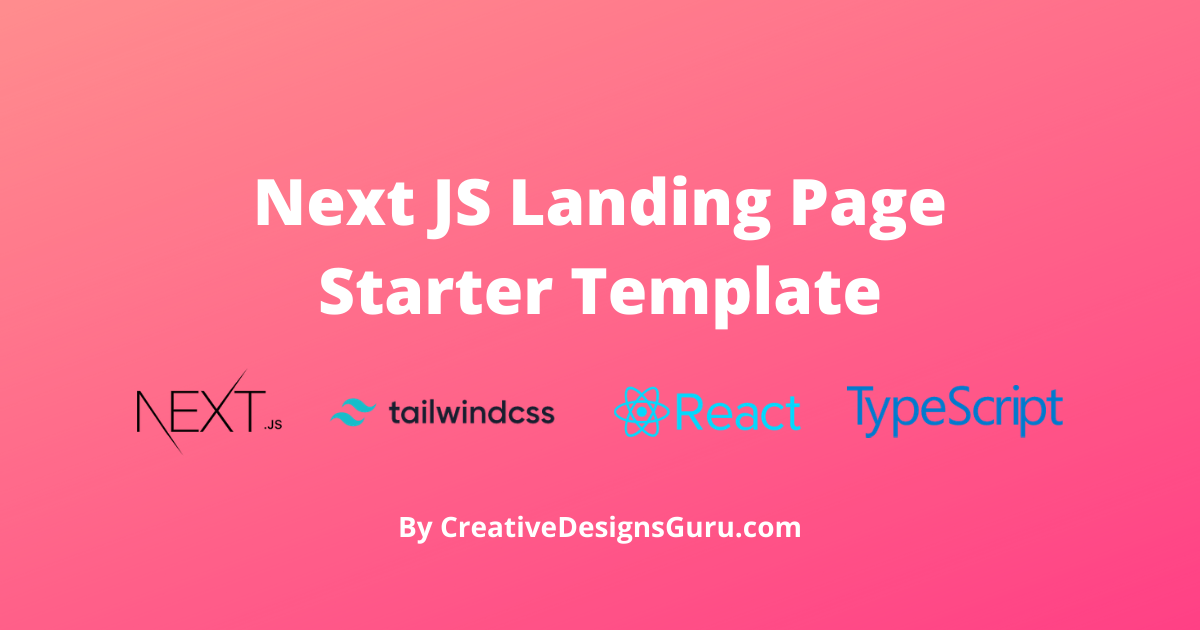 Next JS Landing Page
Starter Template
NEXT.JS tailwindcss React TypeScript
By CreativeDesignsGuru.com